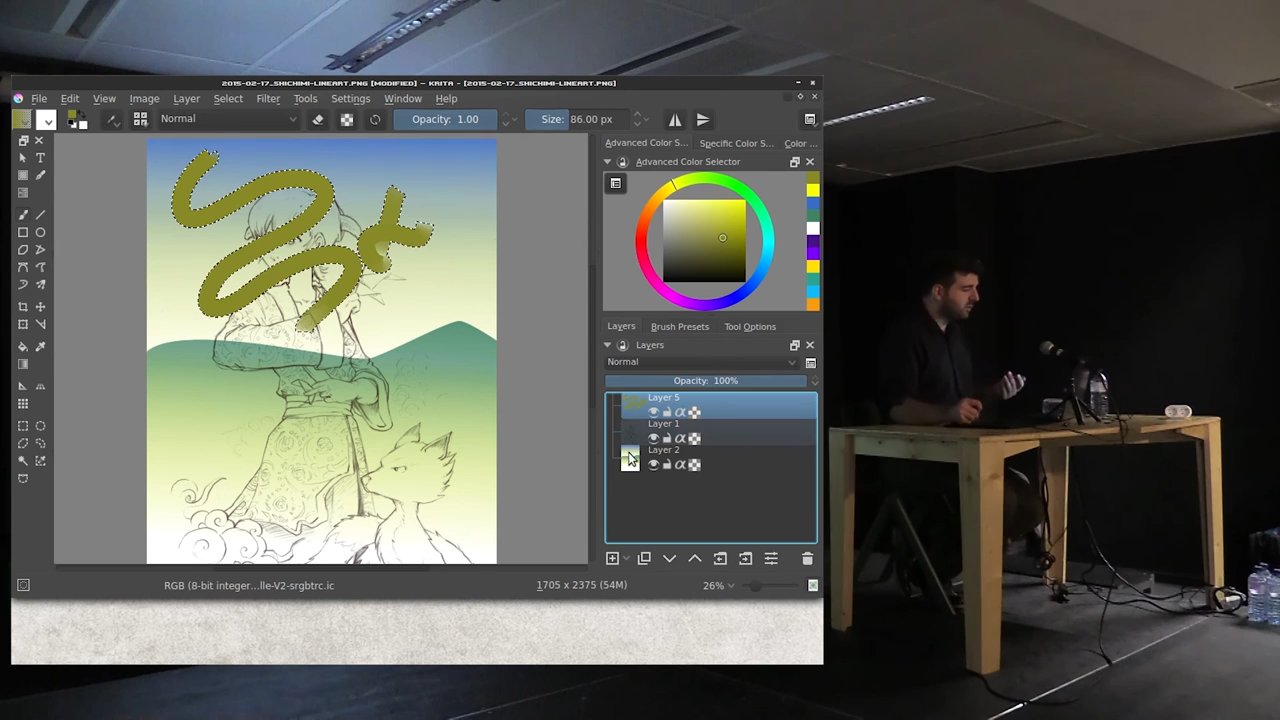 2015-02-17_SHICHIMI-LINEART.PNG [MODIFIED] – KRITA - [2015-02-17_SHICHIMI-LINEART.PNG]
File Edit View Image Layer Select Filter Tools Settings Window Help
Normal Opacity: 1.00 Size: 86.00 px
Advanced Color S... Specific Color S... Color ...
Advanced Color Selector
Layers Brush Presets Tool Options
Layers
Normal
Opacity: 100%
Layer 5
Layer 1
Layer 2
RGB (8-bit integer...lle-V2-srgbtrc.ic 1705 x 2375 (54M) 26%